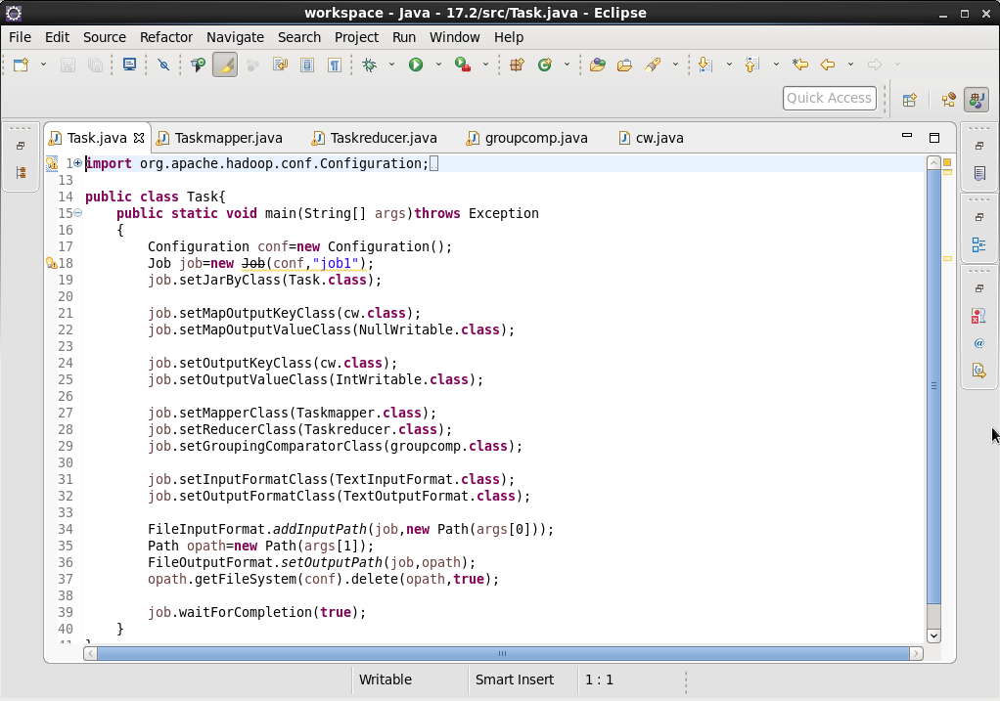 workspace - Java - 17.2/src/Task.java - Eclipse
File Edit Source Refactor Navigate Search Project Run Window Help
Quick Access
Task.java Taskmapper.java Taskreducer.java groupcomp.java cw.java
1 import org.apache.hadoop.conf.Configuration;
13
14 public class Task{
15 public static void main(String[] args)throws Exception
16 {
17 Configuration conf=new Configuration();
18 Job job=new Job(conf,"job1");
19 job.setJarByClass(Task.class);
20
21 job.setMapOutputKeyClass(cw.class);
22 job.setMapOutputValueClass(NullWritable.class);
23
24 job.setOutputKeyClass(cw.class);
25 job.setOutputValueClass(IntWritable.class);
26
27 job.setMapperClass(Taskmapper.class);
28 job.setReducerClass(Taskreducer.class);
29 job.setGroupingComparatorClass(groupcomp.class);
30
31 job.setInputFormatClass(TextInputFormat.class);
32 job.setOutputFormatClass(TextOutputFormat.class);
33
34 FileInputFormat.addInputPath(job,new Path(args[0]));
35 Path opath=new Path(args[1]);
36 FileOutputFormat.setOutputPath(job,opath);
37 opath.getFileSystem(conf).delete(opath,true);
38
39 job.waitForCompletion(true);
40 }
41 }
Writable Smart Insert 1 : 1